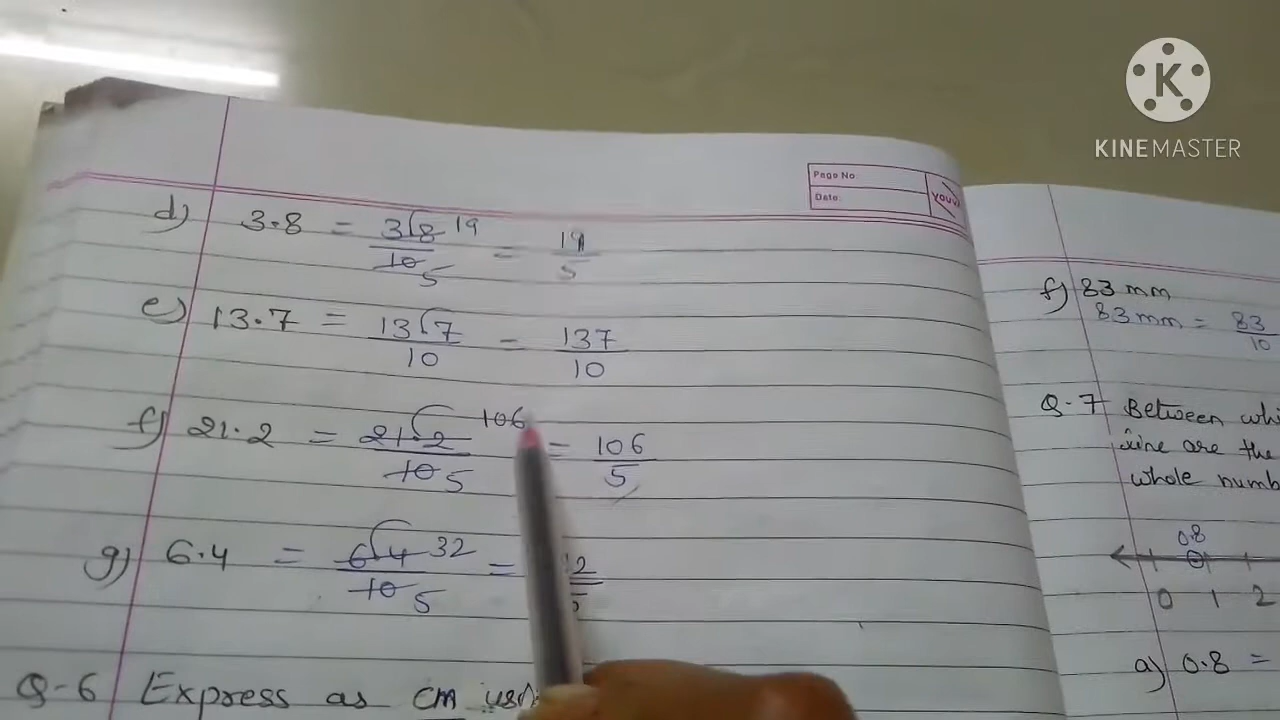 KINEMASTER
Page No.
Date.
d) 3.8 = 38 19 / 10 5 = 19 / 5
e) 13.7 = 137 / 10 = 137 / 10
f) 21.2 = 21.2 106 / 10 5 = 106 / 5
g) 6.4 = 64 32 / 10 5 =
Q-6 Express as cm
f) 83 mm
83 mm = 83 / 10
Q.7 Between
are the
whole
0.8
0 1 2
a) 0.8 =